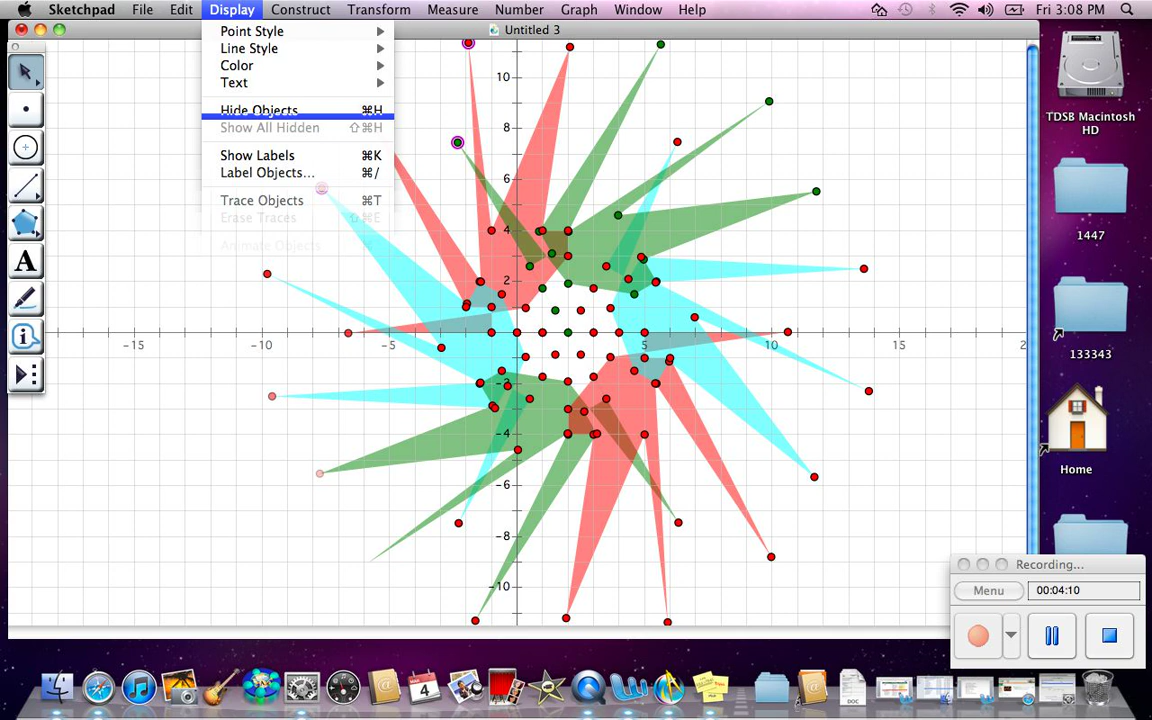 Sketchpad File Edit Display Construct Transform Measure Number Graph Window Help Fri 3:08 PM
Untitled 3
Point Style
Line Style
Color
Text
Hide Objects ⌘H
Show All Hidden ⇧⌘H
Show Labels ⌘K
Label Objects... ⌘/
Trace Objects ⌘T
Erase Traces ⇧⌘E
Animate Objects
A
10
8
6
4
2
-15 -10 -5 5 10 15 20
-2
-4
-6
-8
-10
TDSB Macintosh
HD
1447
133343
Home
Recording...
Menu 00:04:10
4
DOC